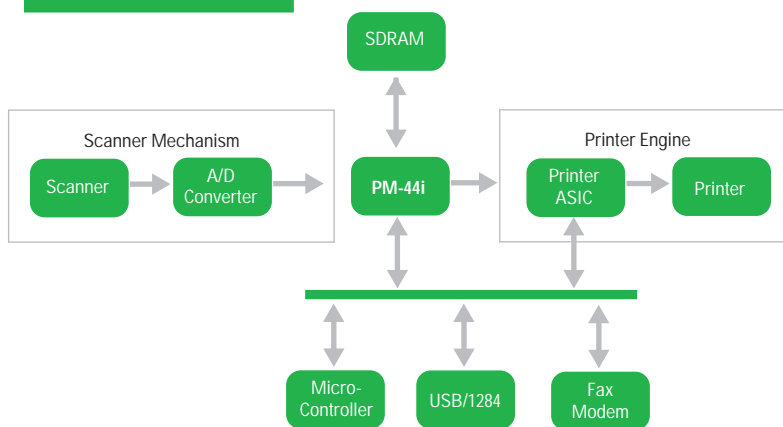 SDRAM
Scanner Mechanism
Printer Engine
Scanner
A/D
Converter
PM-44i
Printer
ASIC
Printer
Micro-
Controller
USB/1284
Fax
Modem